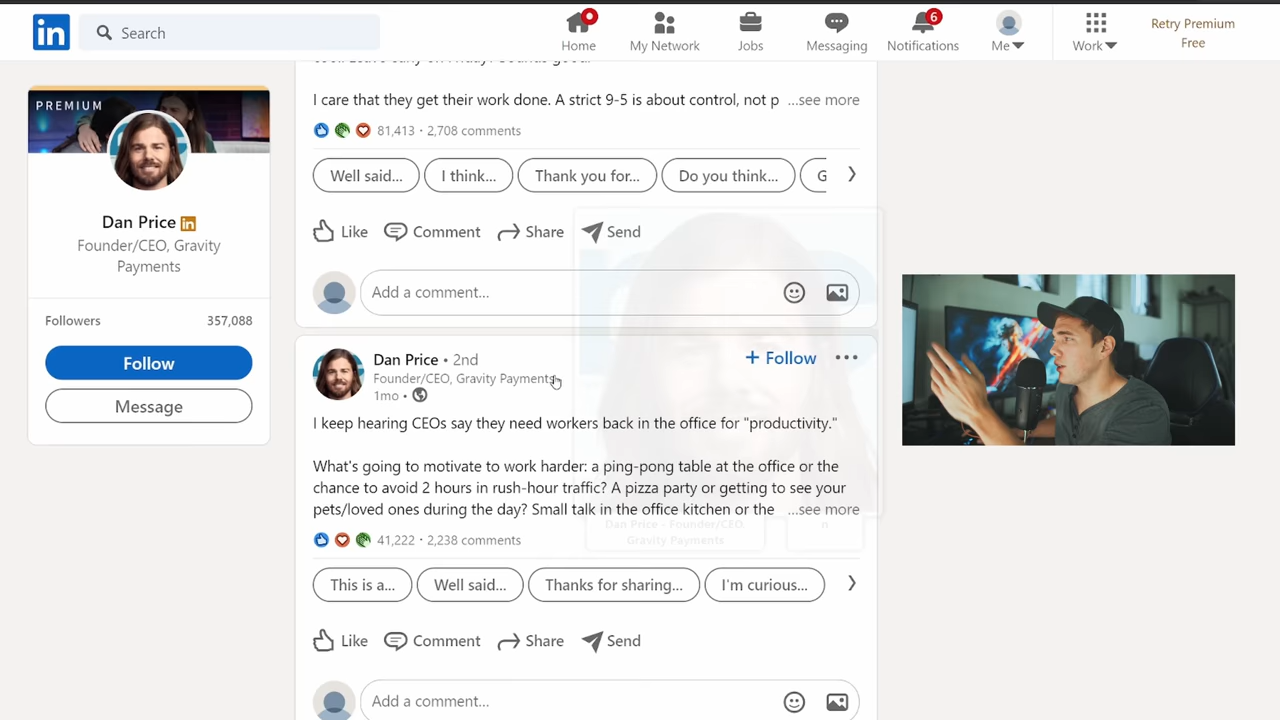 in
Search
Home
My Network
Jobs
Messaging
6
Notifications
Me
Work
Retry Premium
Free
PREMIUM
Dan Price in
Founder/CEO, Gravity
Payments
Followers 357,088
Follow
Message
I care that they get their work done. A strict 9-5 is about control, not p ...see more
81,413 • 2,708 comments
Well said...
I think...
Thank you for...
Do you think...
G
Like
Comment
Share
Send
Add a comment...
Dan Price • 2nd
Founder/CEO, Gravity Payments
1mo •
+ Follow
I keep hearing CEOs say they need workers back in the office for "productivity."
What's going to motivate to work harder: a ping-pong table at the office or the
chance to avoid 2 hours in rush-hour traffic? A pizza party or getting to see your
pets/loved ones during the day? Small talk in the office kitchen or the ...see more
Dan Price - Founder/CEO
Gravity Payments
41,222 • 2,238 comments
This is a...
Well said...
Thanks for sharing...
I'm curious...
Like
Comment
Share
Send
Add a comment...